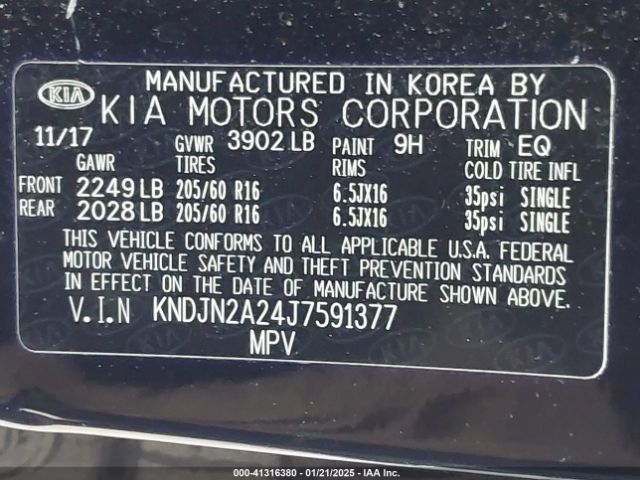 KIA MANUFACTURED IN KOREA BY
KIA MOTORS CORPORATION
11/17 GVWR 3902 LB PAINT 9H TRIM EQ
GAWR TIRES RIMS COLD TIRE INFL
FRONT 2249 LB 205/60 R16 6.5JX16 35psi SINGLE
REAR 2028 LB 205/60 R16 6.5JX16 35psi SINGLE
THIS VEHICLE CONFORMS TO ALL APPLICABLE U.S.A. FEDERAL
MOTOR VEHICLE SAFETY AND THEFT PREVENTION STANDARDS
IN EFFECT ON THE DATE OF MANUFACTURE SHOWN ABOVE.
V.I.N KNDJN2A24J7591377
MPV
000-41316380 - 01/21/2025 - IAA Inc.